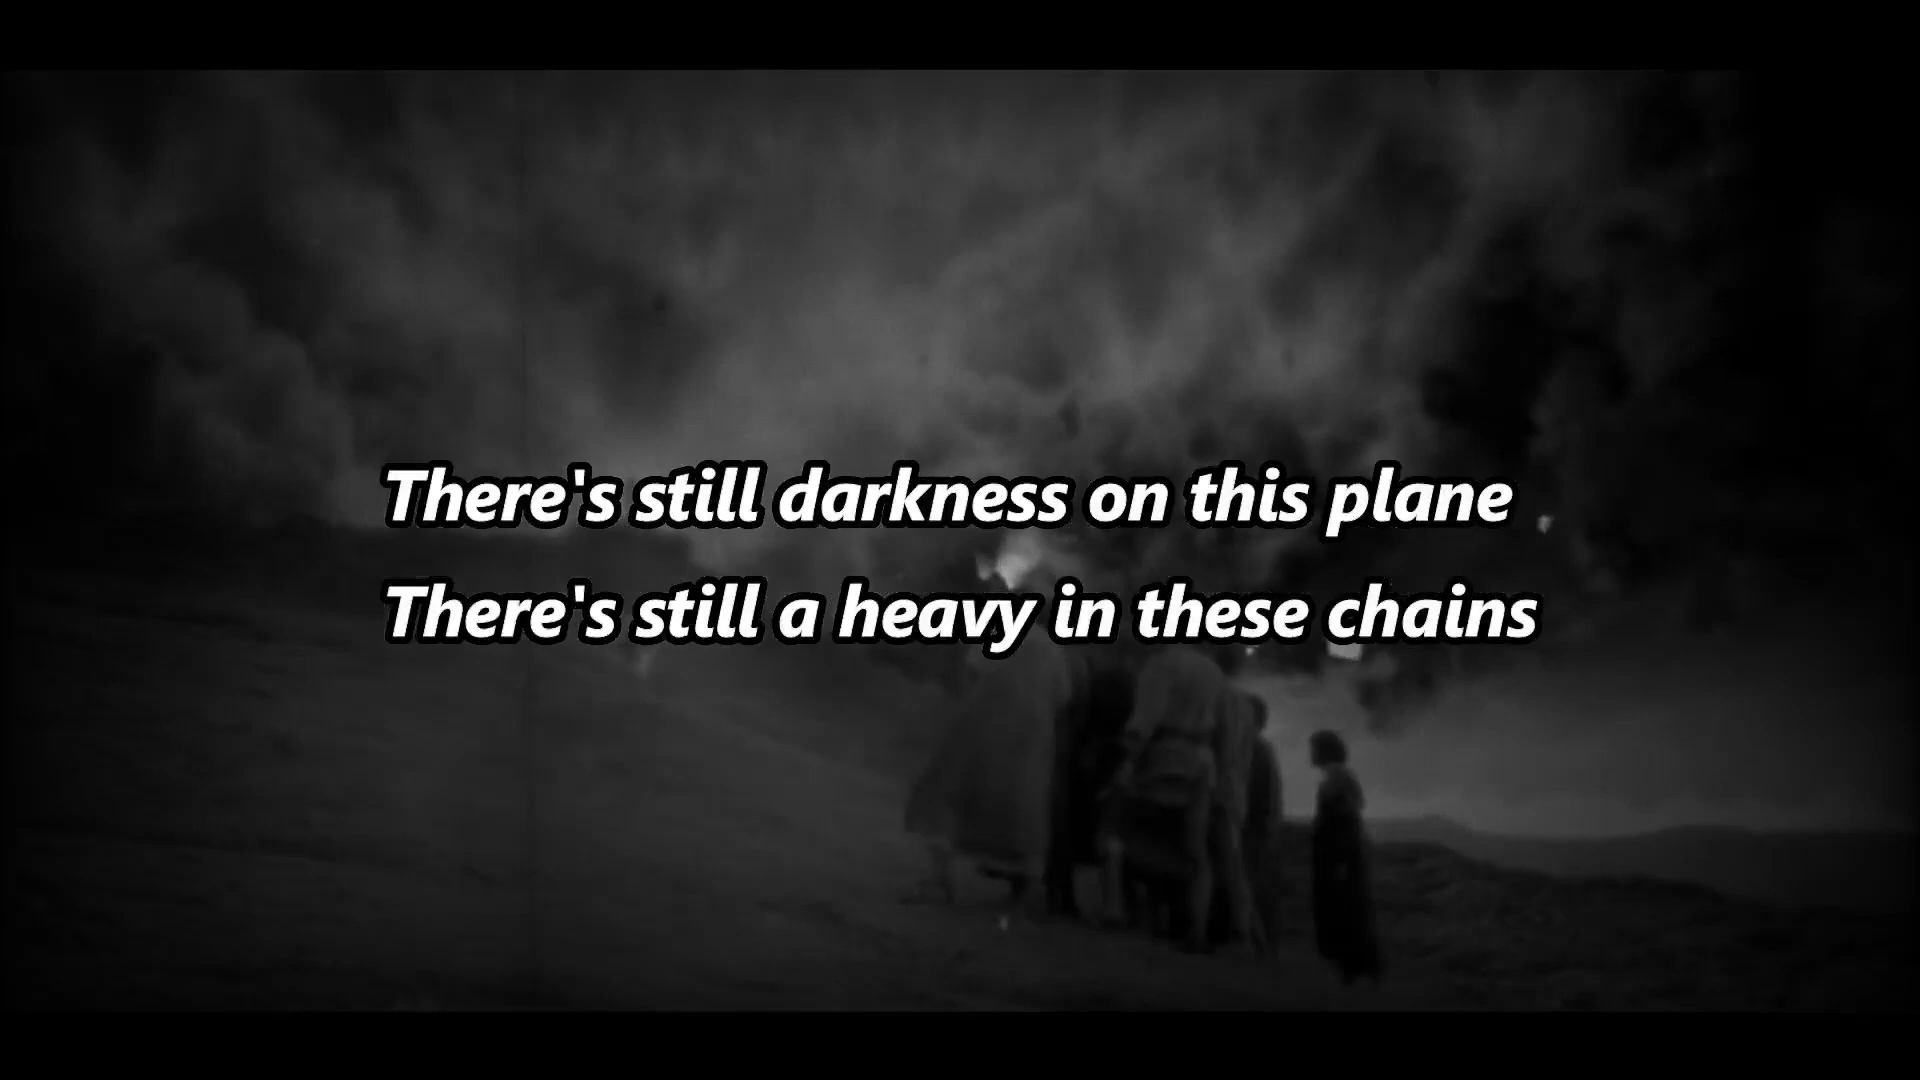 There's still darkness on this plane
There's still a heavy in these chains